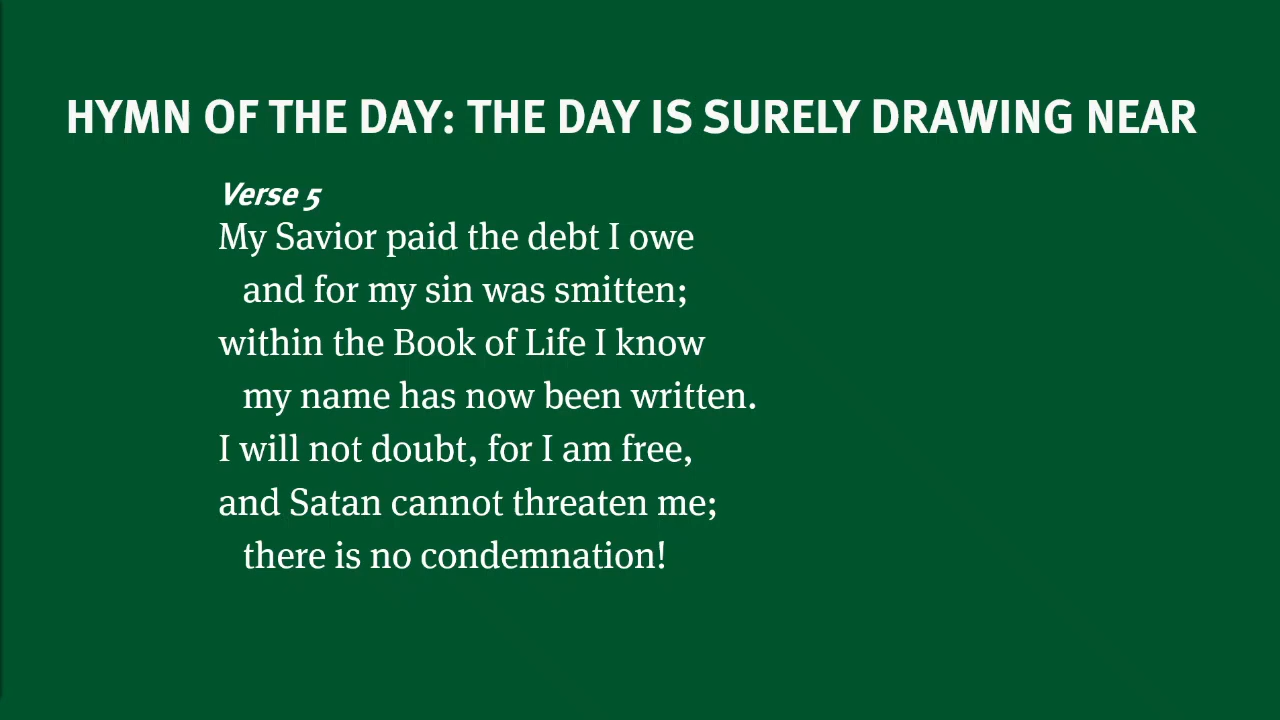 HYMN OF THE DAY: THE DAY IS SURELY DRAWING NEAR
Verse 5
My Savior paid the debt I owe
and for my sin was smitten;
within the Book of Life I know
my name has now been written.
I will not doubt, for I am free,
and Satan cannot threaten me;
there is no condemnation!